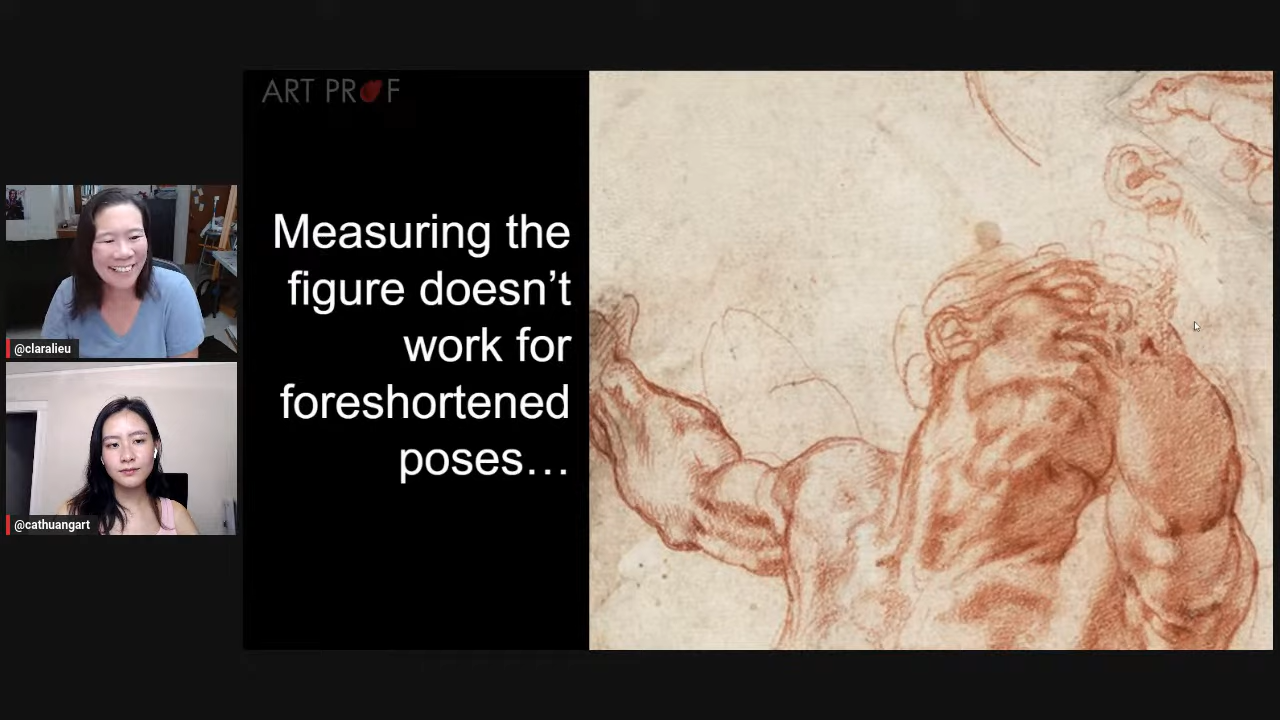 ART PROF
Measuring the
figure doesn’t
work for
foreshortened
poses…
@claralieu
@cathuangart